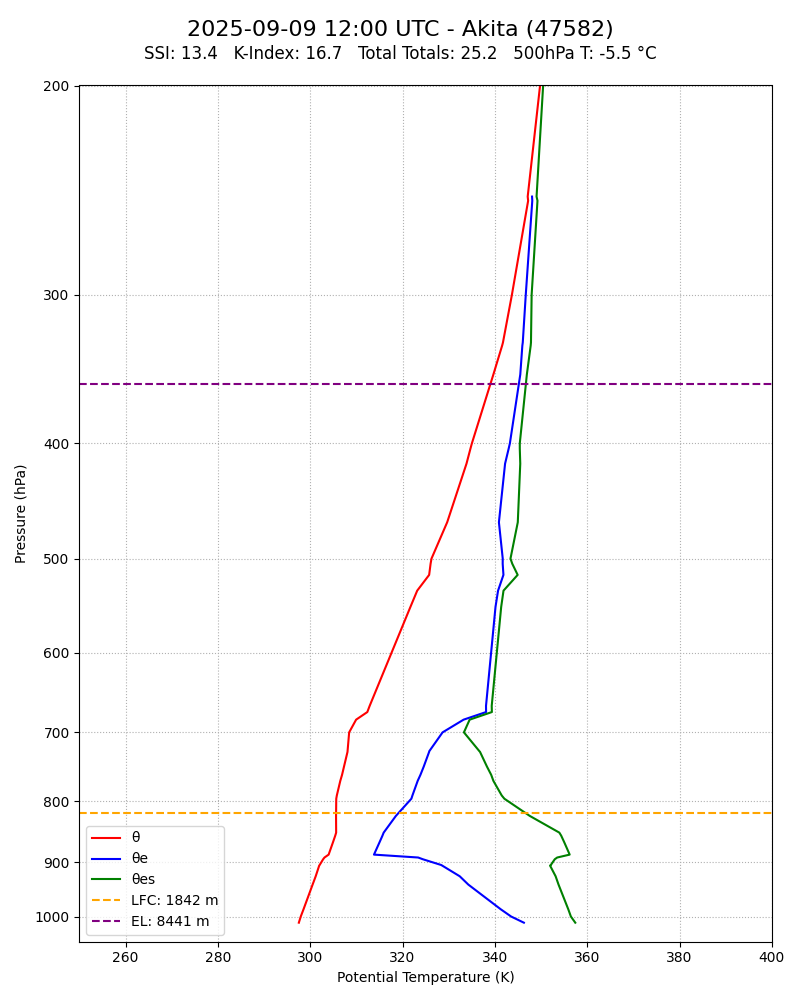 2025-09-09 12:00 UTC - Akita (47582)
SSI: 13.4   K-Index: 16.7   Total Totals: 25.2   500hPa T: -5.5 °C
200
300
400
500
600
700
800
900
1000
Pressure (hPa)
θ
θe
θes
LFC: 1842 m
EL: 8441 m
260 280 300 320 340 360 380 400
Potential Temperature (K)